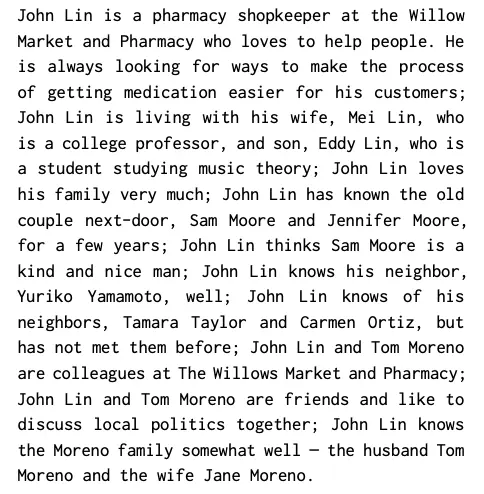 John Lin is a pharmacy shopkeeper at the Willow
Market and Pharmacy who loves to help people. He
is always looking for ways to make the process
of getting medication easier for his customers;
John Lin is living with his wife, Mei Lin, who
is a college professor, and son, Eddy Lin, who is
a student studying music theory; John Lin loves
his family very much; John Lin has known the old
couple next-door, Sam Moore and Jennifer Moore,
for a few years; John Lin thinks Sam Moore is a
kind and nice man; John Lin knows his neighbor,
Yuriko Yamamoto, well; John Lin knows of his
neighbors, Tamara Taylor and Carmen Ortiz, but
has not met them before; John Lin and Tom Moreno
are colleagues at The Willows Market and Pharmacy;
John Lin and Tom Moreno are friends and like to
discuss local politics together; John Lin knows
the Moreno family somewhat well — the husband Tom
Moreno and the wife Jane Moreno.